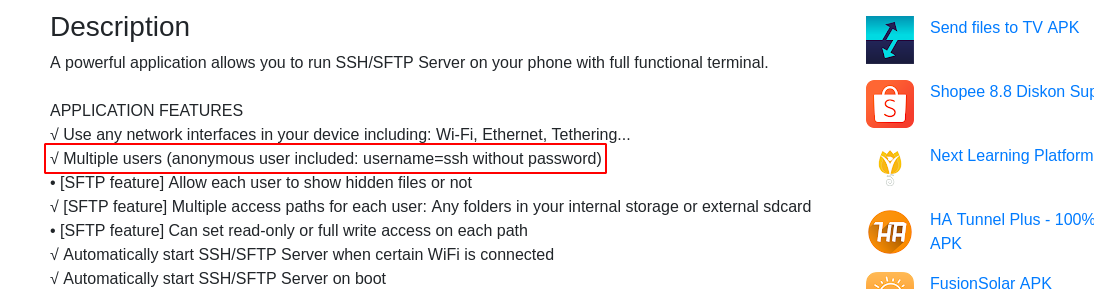 Description
A powerful application allows you to run SSH/SFTP Server on your phone with full functional terminal.
APPLICATION FEATURES
√ Use any network interfaces in your device including: Wi-Fi, Ethernet, Tethering...
√ Multiple users (anonymous user included: username=ssh without password)
• [SFTP feature] Allow each user to show hidden files or not
√ [SFTP feature] Multiple access paths for each user: Any folders in your internal storage or external sdcard
• [SFTP feature] Can set read-only or full write access on each path
√ Automatically start SSH/SFTP Server when certain WiFi is connected
√ Automatically start SSH/SFTP Server on boot
Send files to TV APK
Shopee 8.8 Diskon Sup
Next Learning Platform
HA Tunnel Plus - 100%
APK
FusionSolar APK
S
HA